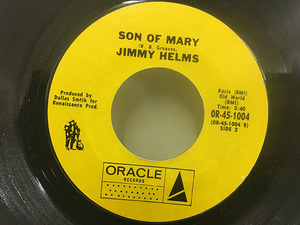 SON OF MARY
(R. B. Greaves)
JIMMY HELMS
Produced by
Dallas Smith for
Renaissance Prod.
Racle (BMI)
Old World
(BMI)
Time: 2:40
OR-45-1004
(OR-45-1004 B)
SIDE 2
ORACLE
RECORDS